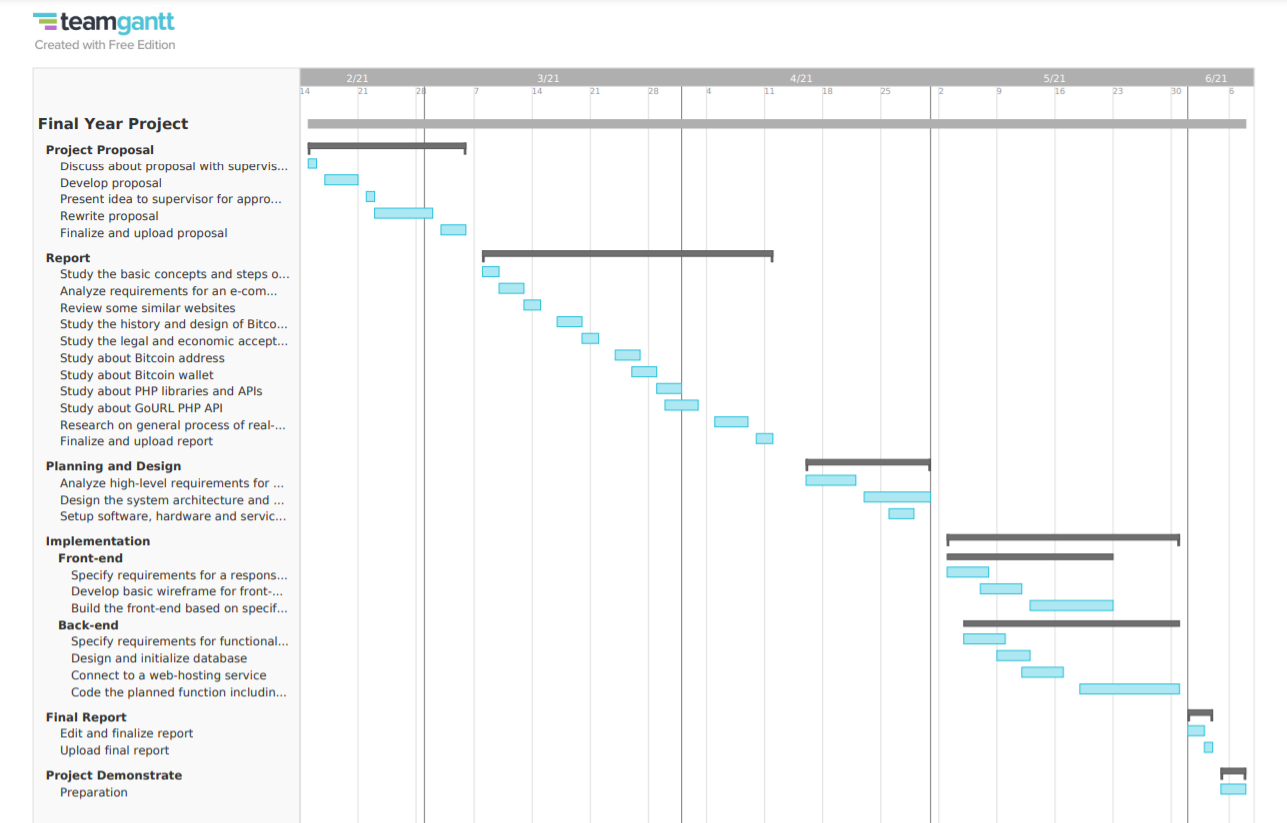 teamgantt
Created with Free Edition
2/21 3/21 4/21 5/21 6/21
14 21 28 7 14 21 28 4 11 18 25 2 9 16 23 30 6
Final Year Project
Project Proposal
Discuss about proposal with supervis...
Develop proposal
Present idea to supervisor for appro...
Rewrite proposal
Finalize and upload proposal
Report
Study the basic concepts and steps o...
Analyze requirements for an e-com...
Review some similar websites
Study the history and design of Bitco...
Study the legal and economic accept...
Study about Bitcoin address
Study about Bitcoin wallet
Study about PHP libraries and APIs
Study about GoURL PHP API
Research on general process of real-...
Finalize and upload report
Planning and Design
Analyze high-level requirements for ...
Design the system architecture and ...
Setup software, hardware and servic...
Implementation
Front-end
Specify requirements for a respons...
Develop basic wireframe for front-...
Build the front-end based on specif...
Back-end
Specify requirements for functional...
Design and initialize database
Connect to a web-hosting service
Code the planned function includin...
Final Report
Edit and finalize report
Upload final report
Project Demonstrate
Preparation